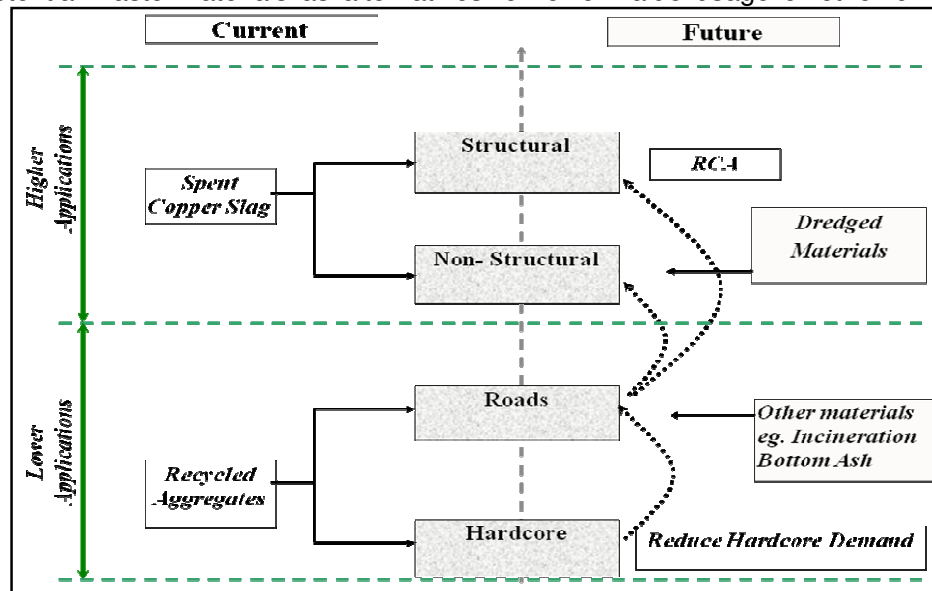 Current
Future
Higher
Applications
Structural
RCA
Spent
Copper Slag
Dredged
Materials
Non- Structural
Lower
Applications
Roads
Other materials
eg. Incineration
Bottom Ash
Recycled
Aggregates
Hardcore
Reduce Hardcore Demand